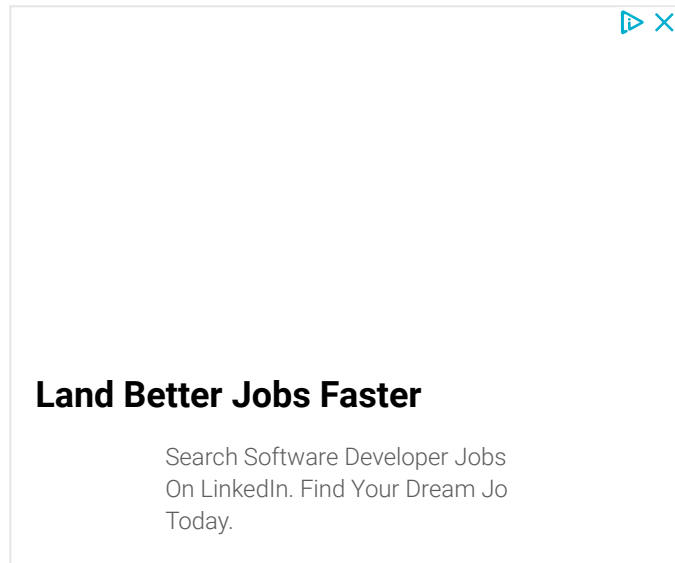 Land Better Jobs Faster
Search Software Developer Jobs
On LinkedIn. Find Your Dream Jo
Today.